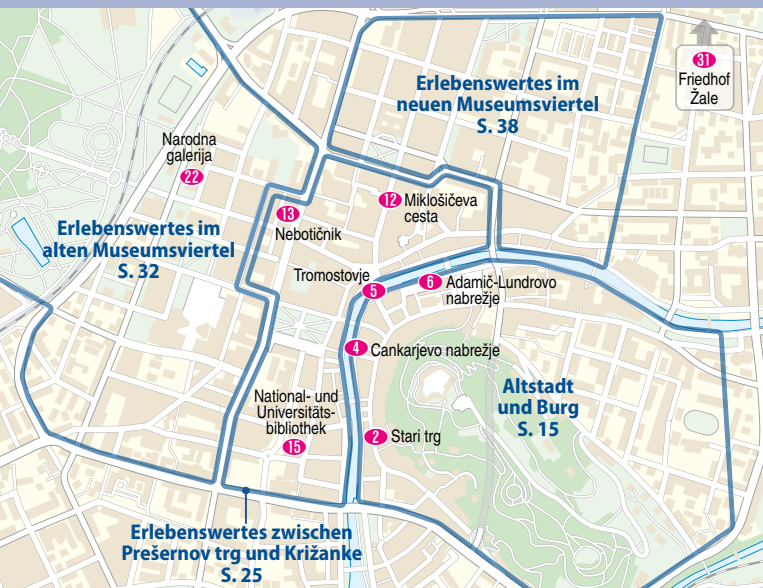 31
Friedhof
Žale
Erlebenswertes im
neuen Museumsviertel
S. 38
Narodna
galerija
22
12 Miklošičeva
cesta
13
Nebotičnik
Erlebenswertes im
alten Museumsviertel
S. 32
Tromostovje
5
6 Adamič-Lundrovo
nabrežje
4 Cankarjevo nabrežje
Altstadt
und Burg
S. 15
National- und
Universitäts-
bibliothek
15
2 Stari trg
Erlebenswertes zwischen
Prešernov trg und Križanke
S. 25